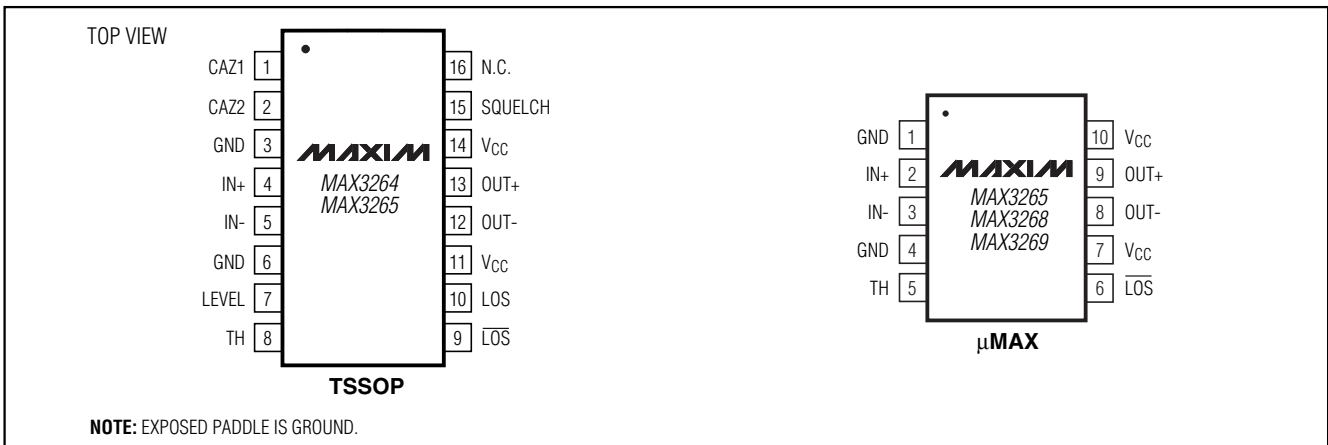 TOP VIEW
CAZ1 1
CAZ2 2
GND 3
IN+ 4
IN- 5
GND 6
LEVEL 7
TH 8
MAXIM
MAX3264
MAX3265
16 N.C.
15 SQUELCH
14 VCC
13 OUT+
12 OUT-
11 VCC
10 LOS
9 L̅O̅S̅
TSSOP
GND 1
IN+ 2
IN- 3
GND 4
TH 5
MAXIM
MAX3265
MAX3268
MAX3269
10 VCC
9 OUT+
8 OUT-
7 VCC
6 L̅O̅S̅
µMAX
NOTE: EXPOSED PADDLE IS GROUND.